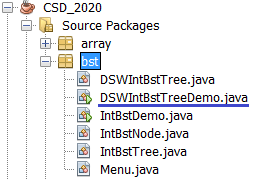 CSD_2020
Source Packages
array
bst
DSWIntBstTree.java
DSWIntBstTreeDemo.java
IntBstDemo.java
IntBstNode.java
IntBstTree.java
Menu.java